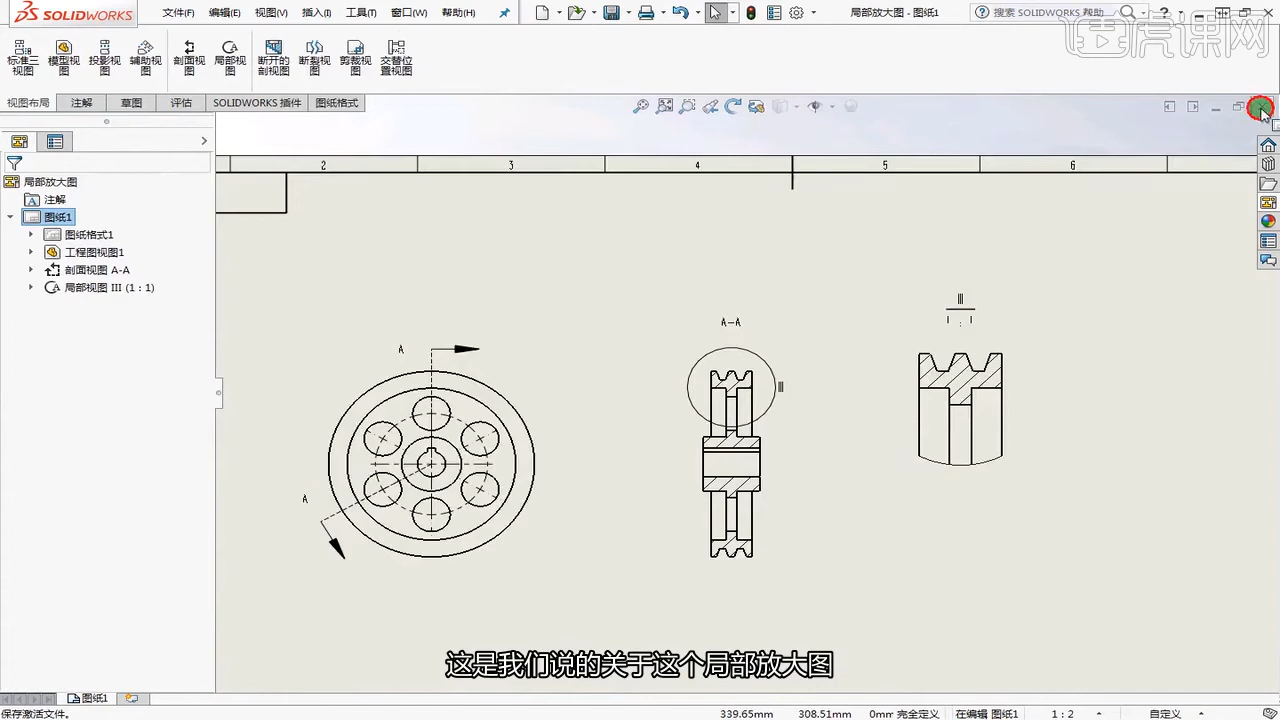 SOLIDWORKS 文件(F) 编辑(E) 视图(V) 插入(I) 工具(T) 窗口(W) 帮助(H) 局部放大图 - 图纸1 搜索 SOLIDWORKS 帮助
虎课网
标准三视图 模型视图 投影视图 辅助视图 剖面视图 局部视图 断开的剖视图 断裂视图 剪裁视图 交替位置视图
视图布局 注解 草图 评估 SOLIDWORKS 插件 图纸格式
2 3 4 5 6
局部放大图
注解
图纸1
图纸格式1
工程图视图1
剖面视图 A-A
局部视图 III (1 : 1)
III
1 : 1
A-A
A
III
A
这是我们说的关于这个局部放大图
图纸1
保存激活文件。 339.65mm 308.51mm 0mm 完全定义 在编辑 图纸1 1 : 2 自定义